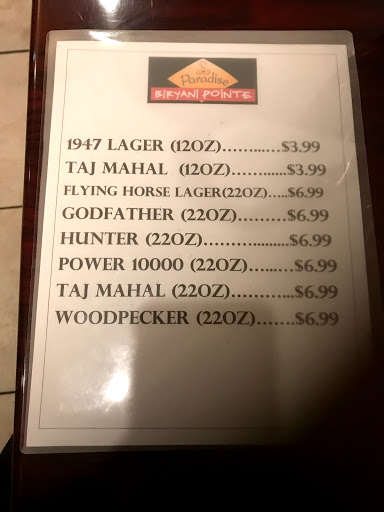 Paradise
BIRYANI POINTE
1947 LAGER (12OZ)...........$3.99
TAJ MAHAL (12OZ)............$3.99
FLYING HORSE LAGER(22OZ).....$6.99
GODFATHER (22OZ).........$6.99
HUNTER (22OZ)..................$6.99
POWER 10000 (22OZ).........$6.99
TAJ MAHAL (22OZ)............$6.99
WOODPECKER (22OZ).......$6.99